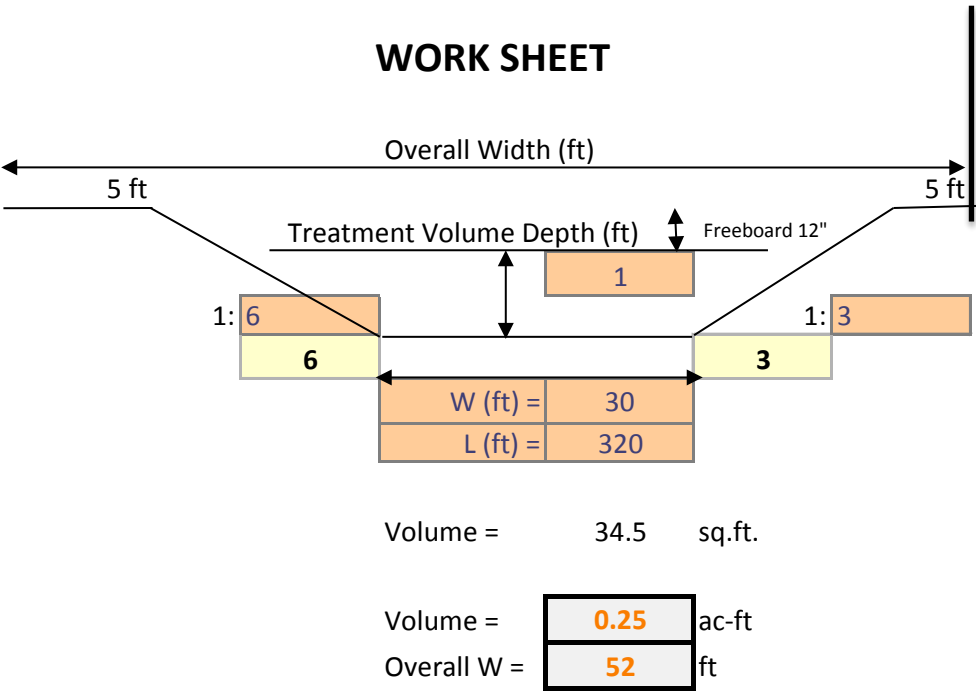 WORK SHEET
Overall Width (ft)
5 ft 5 ft
Treatment Volume Depth (ft) Freeboard 12"
1
1: 6 1: 3
6 3
W (ft) = 30
L (ft) = 320
Volume = 34.5 sq.ft.
Volume = 0.25 ac-ft
Overall W = 52 ft